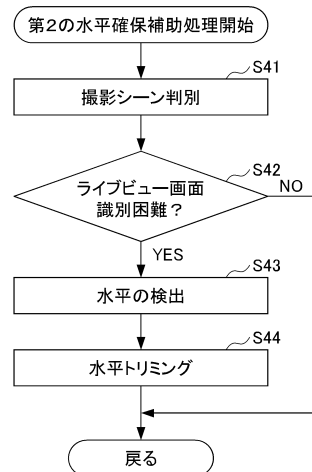 第2の水平確保補助処理開始
S41
撮影シーン判別
S42
ライブビュー画面
識別困難?
NO
YES
S43
水平の検出
S44
水平トリミング
戻る